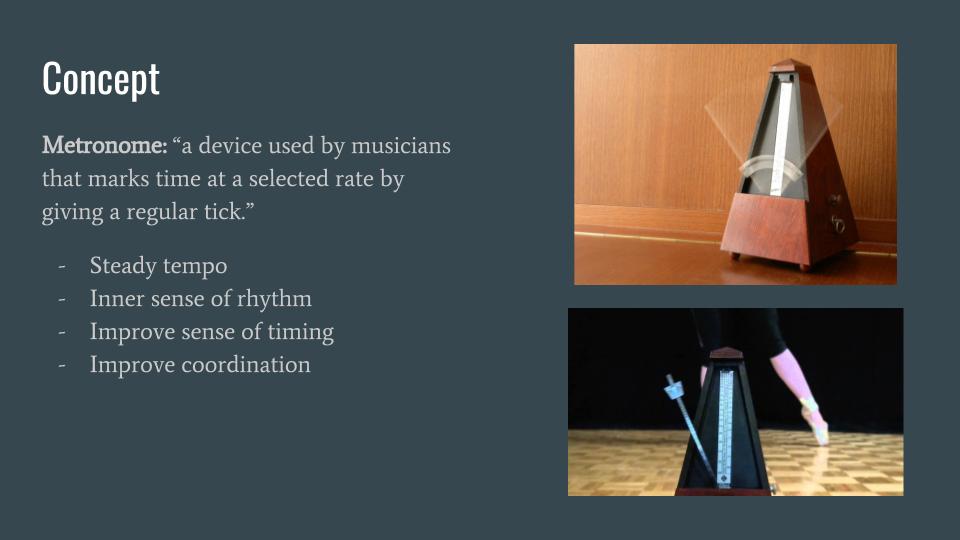 Concept
Metronome: “a device used by musicians
that marks time at a selected rate by
giving a regular tick.”
- Steady tempo
- Inner sense of rhythm
- Improve sense of timing
- Improve coordination